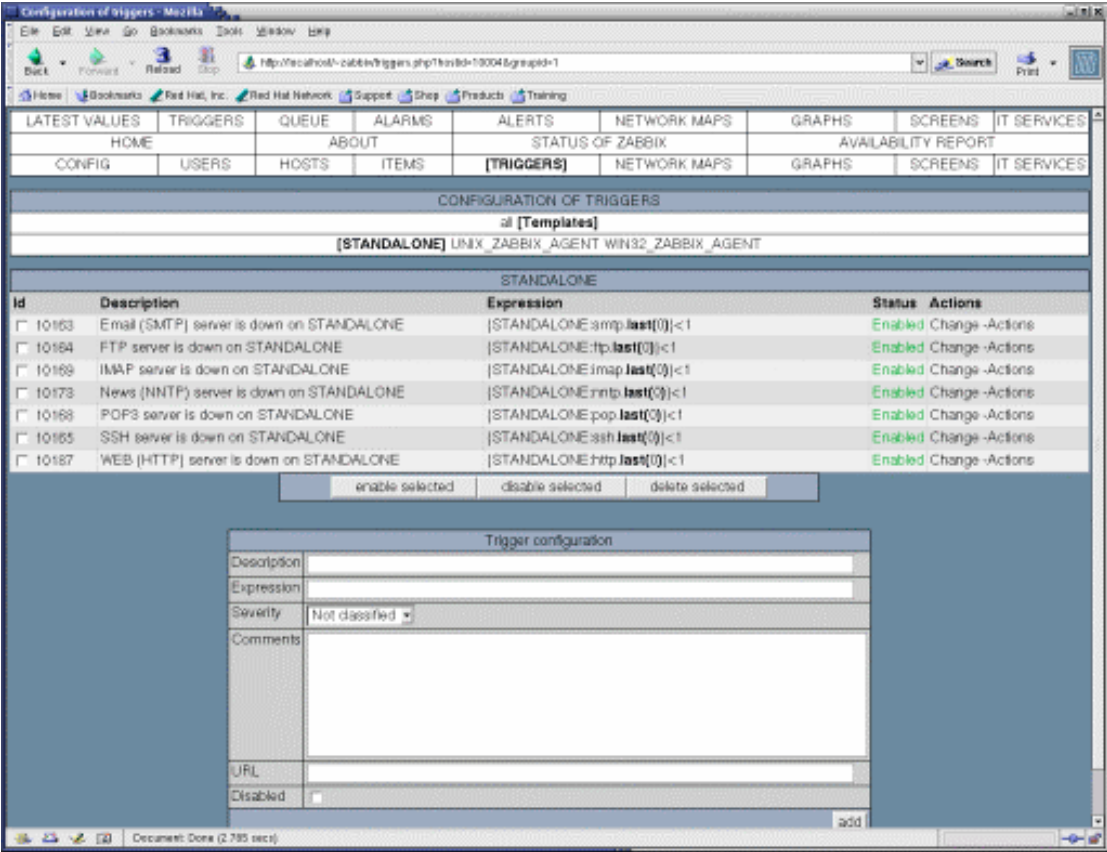 Configuration of triggers - Mozilla
File Edit View Go Bookmarks Tools Window Help
Back Forward Reload Stop http://localhost/~zabbix/triggers.php?hostid=10004&groupid=1 Search Print
Home Bookmarks Red Hat, Inc. Red Hat Network Support Shop Products Training
LATEST VALUES TRIGGERS QUEUE ALARMS ALERTS NETWORK MAPS GRAPHS SCREENS IT SERVICES
HOME ABOUT STATUS OF ZABBIX AVAILABILITY REPORT
CONFIG USERS HOSTS ITEMS [TRIGGERS] NETWORK MAPS GRAPHS SCREENS IT SERVICES
CONFIGURATION OF TRIGGERS
all [Templates]
[STANDALONE] UNIX_ZABBIX_AGENT WIN32_ZABBIX_AGENT
STANDALONE
Id Description Expression Status Actions
10163 Email (SMTP) server is down on STANDALONE {STANDALONE:smtp.last(0)}<1 Enabled Change -Actions
10164 FTP server is down on STANDALONE {STANDALONE:ftp.last(0)}<1 Enabled Change -Actions
10169 IMAP server is down on STANDALONE {STANDALONE:imap.last(0)}<1 Enabled Change -Actions
10173 News (NNTP) server is down on STANDALONE {STANDALONE:nntp.last(0)}<1 Enabled Change -Actions
10168 POP3 server is down on STANDALONE {STANDALONE:pop.last(0)}<1 Enabled Change -Actions
10165 SSH server is down on STANDALONE {STANDALONE:ssh.last(0)}<1 Enabled Change -Actions
10187 WEB (HTTP) server is down on STANDALONE {STANDALONE:http.last(0)}<1 Enabled Change -Actions
enable selected disable selected delete selected
Trigger configuration
Description
Expression
Severity Not classified
Comments
URL
Disabled
add
Document: Done (2.785 secs)